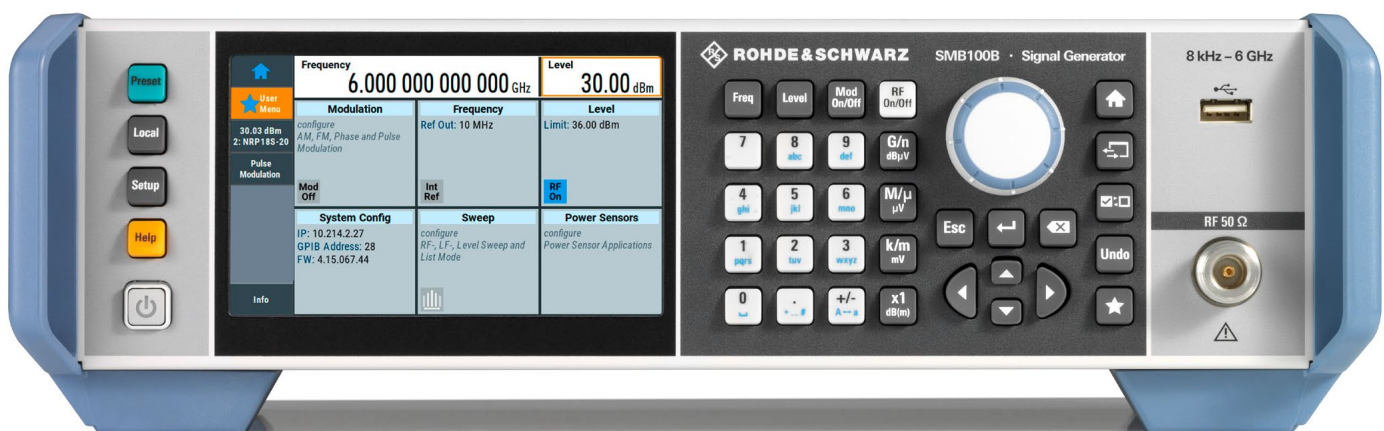 Preset
Local
Setup
Help
Frequency
6.000 000 000 000 GHz
Level
30.00 dBm
User
Menu
30.03 dBm
2: NRP18S-20
Pulse
Modulation
Info
Modulation
configure
AM, FM, Phase and Pulse
Modulation
Mod
Off
Frequency
Ref Out: 10 MHz
Int
Ref
Level
Limit: 36.00 dBm
RF
On
System Config
IP: 10.214.2.27
GPIB Address: 28
FW: 4.15.067.44
Sweep
configure
RF-, LF-, Level Sweep and
List Mode
Power Sensors
configure
Power Sensor Applications
R/S ROHDE&SCHWARZ SMB100B · Signal Generator
Freq
Level
Mod
On/Off
RF
On/Off
7
8
abc
9
def
G/n
dBµV
4
ghi
5
jkl
6
mno
M/µ
µV
1
pqrs
2
tuv
3
wxyz
k/m
mV
0
.
* ... #
+/-
A↔a
x1
dB(m)
Esc
Undo
8 kHz – 6 GHz
RF 50 Ω